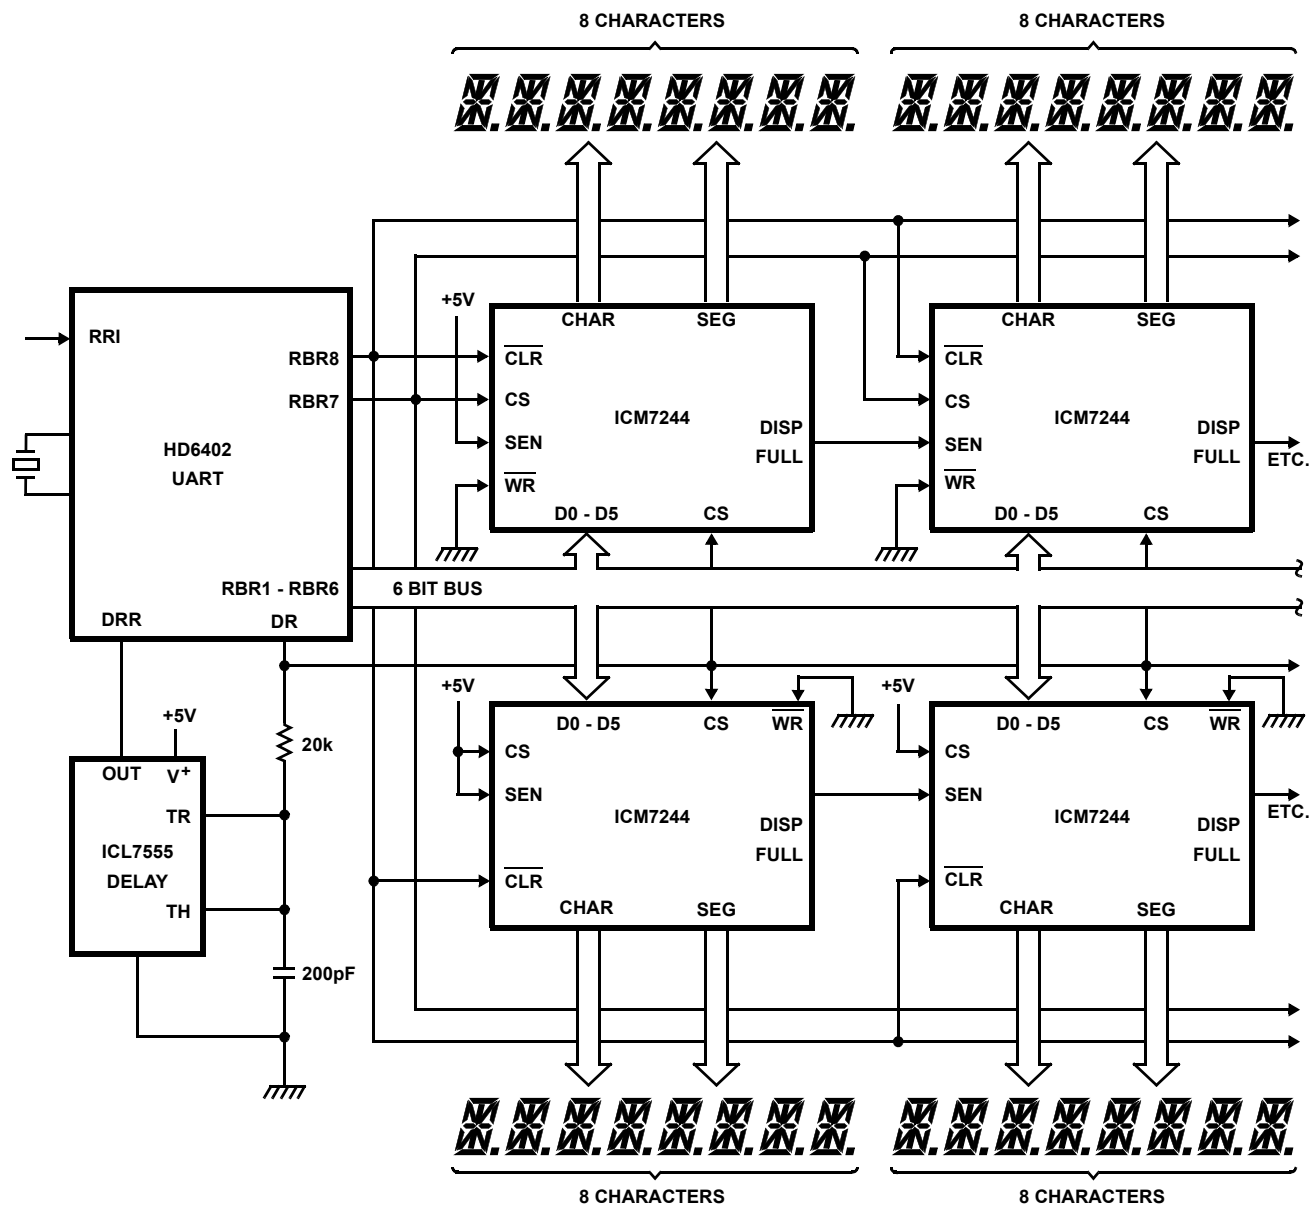 8 CHARACTERS
8 CHARACTERS
+5V
CHAR SEG
CHAR SEG
RRI
RBR8
RBR7
HD6402
UART
RBR1 - RBR6
DRR
DR
CLR
CS
SEN
WR
ICM7244
DISP
FULL
D0 - D5
CS
CLR
CS
SEN
WR
ICM7244
DISP
FULL
ETC.
D0 - D5
CS
6 BIT BUS
+5V
20k
OUT
V+
TR
ICL7555
DELAY
TH
200pF
+5V
D0 - D5
CS
WR
CS
SEN
ICM7244
DISP
FULL
CLR
CHAR SEG
+5V
D0 - D5
CS
WR
CS
SEN
ICM7244
DISP
FULL
ETC.
CLR
CHAR SEG
8 CHARACTERS
8 CHARACTERS